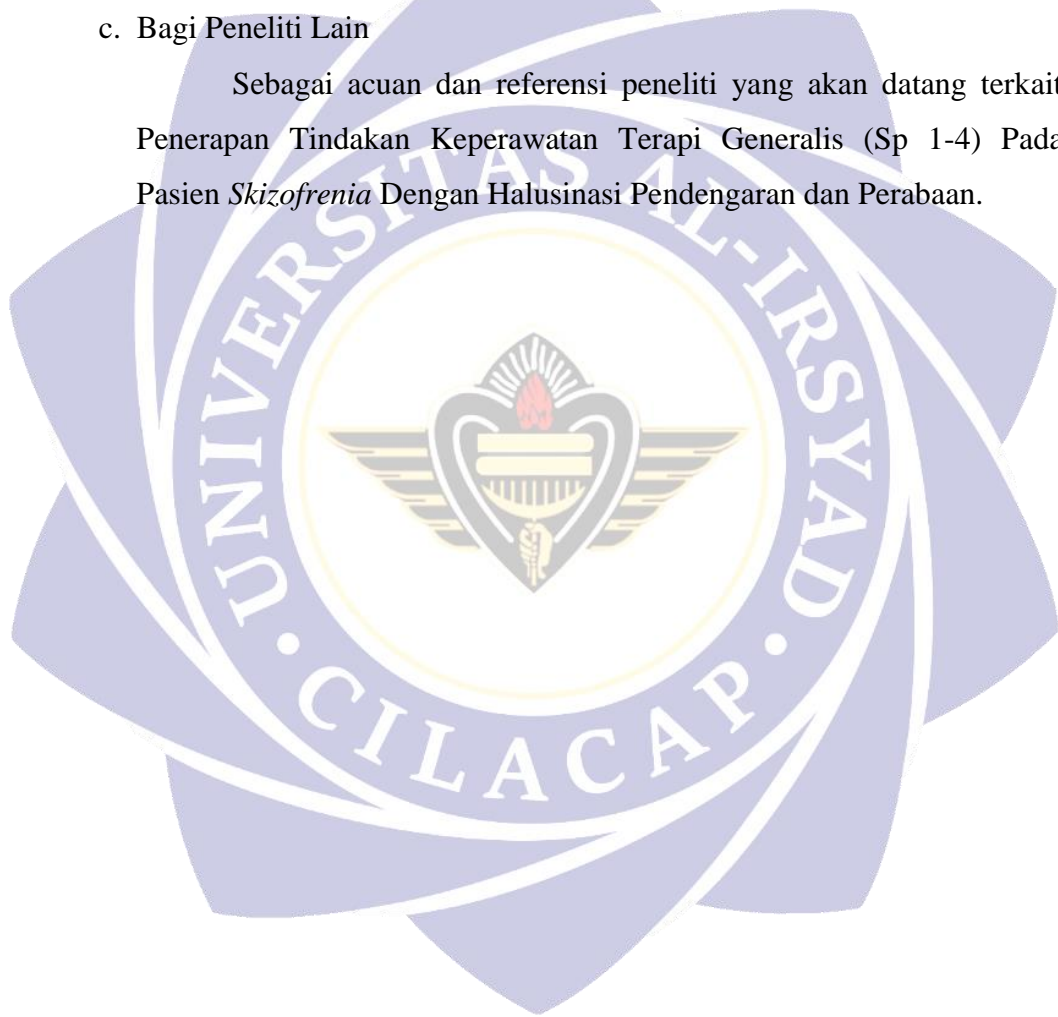 c. Bagi Peneliti Lain
Sebagai acuan dan referensi peneliti yang akan datang terkait
Penerapan Tindakan Keperawatan Terapi Generalis (Sp 1-4) Pada
Pasien Skizofrenia Dengan Halusinasi Pendengaran dan Perabaan.
UNIVERSITAS AL-IRSYAD
• CILACAP •